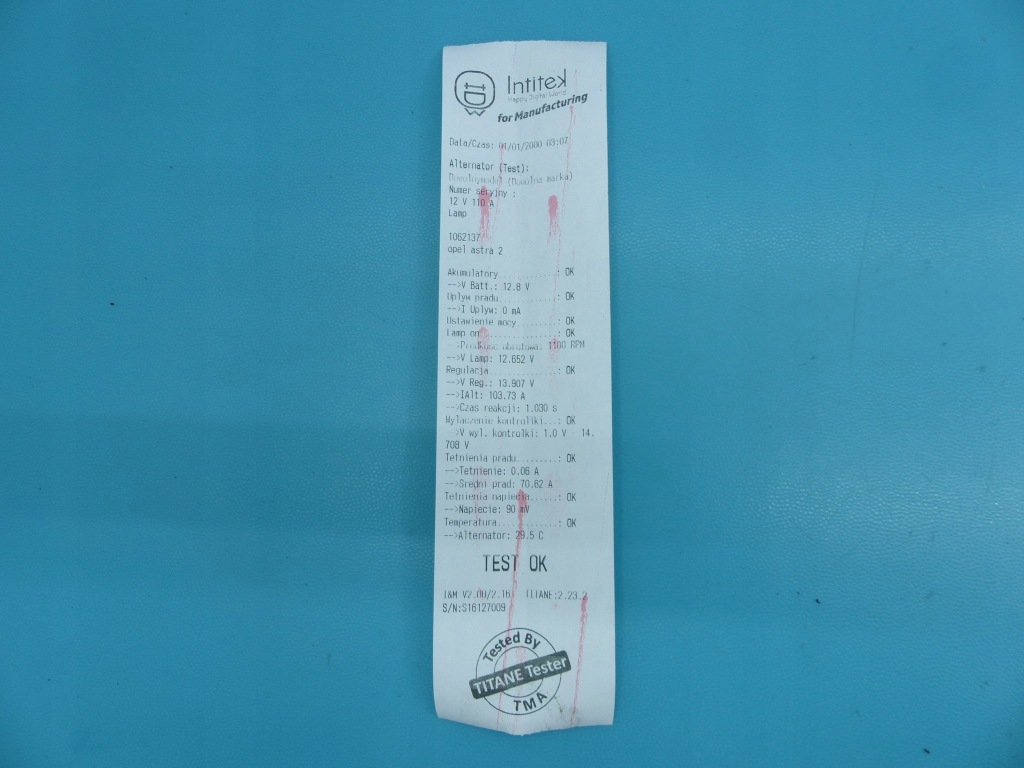 Intitek
Happy Digital World
for Manufacturing
Data/Czas: 01/01/2000 03:07
Alternator (Test):
Dowolnymodel (Dowolna marka)
Numer seryjny :
12 V 110 A
Lamp
1062137
opel astra 2
Akumulatory...........: OK
-->V Batt.: 12.8 V
Uplyw pradu...........: OK
-->I Uplyw: 0 mA
Ustawienie mocy.......: OK
Lamp on...............: OK
-->Predkosc obrotowa: 1100 RPM
-->V Lamp: 12.652 V
Regulacja.............: OK
-->V Reg.: 13.907 V
-->IAlt: 103.73 A
-->Czas reakcji: 1.030 s
Wylaczenie kontrolki..: OK
-->V wyl. kontrolki: 1.0 V - 14.
708 V
Tetnienia pradu.......: OK
-->Tetnienie: 0.06 A
-->Sredni prad: 70.62 A
Tetnienia napiecia....: OK
-->Napiecie: 90 mV
Temperatura...........: OK
-->Alternator: 29.5 C
TEST OK
I&M V2.00/2.16 TITANE:2.23.2
S/N:S16127009
Tested By
TITANE Tester
TMA